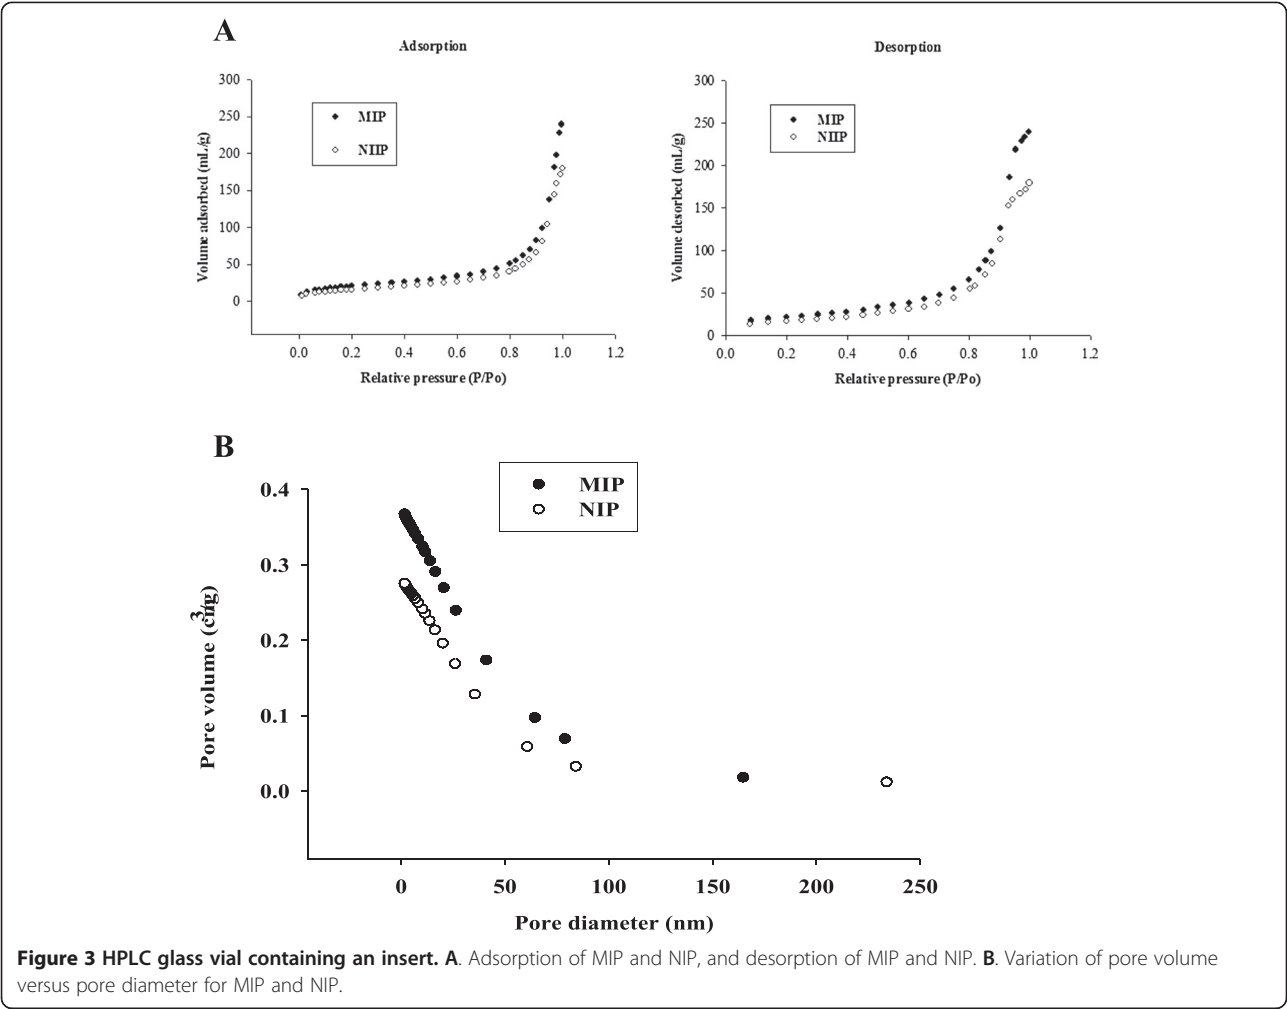 A
Adsorption
Desorption
300
250
200
150
100
50
0
Volume adsorbed (mL/g)
MIP
NIIP
0.0 0.2 0.4 0.6 0.8 1.0 1.2
Relative pressure (P/Po)
300
250
200
150
100
50
0
Volume desorbed (mL/g)
MIP
NIIP
0.0 0.2 0.4 0.6 0.8 1.0 1.2
Relative pressure (P/Po)
B
MIP
NIP
0.4
0.3
0.2
0.1
0.0
Pore volume (cm3/g)
0 50 100 150 200 250
Pore diameter (nm)
Figure 3 HPLC glass vial containing an insert. A. Adsorption of MIP and NIP, and desorption of MIP and NIP. B. Variation of pore volume
versus pore diameter for MIP and NIP.